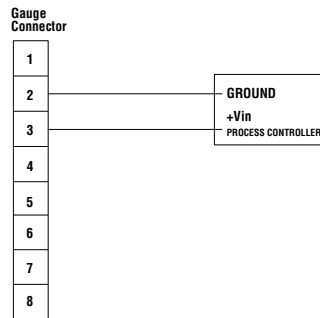 Gauge
Connector
1
2
3
4
5
6
7
8
GROUND
+Vin
PROCESS CONTROLLER